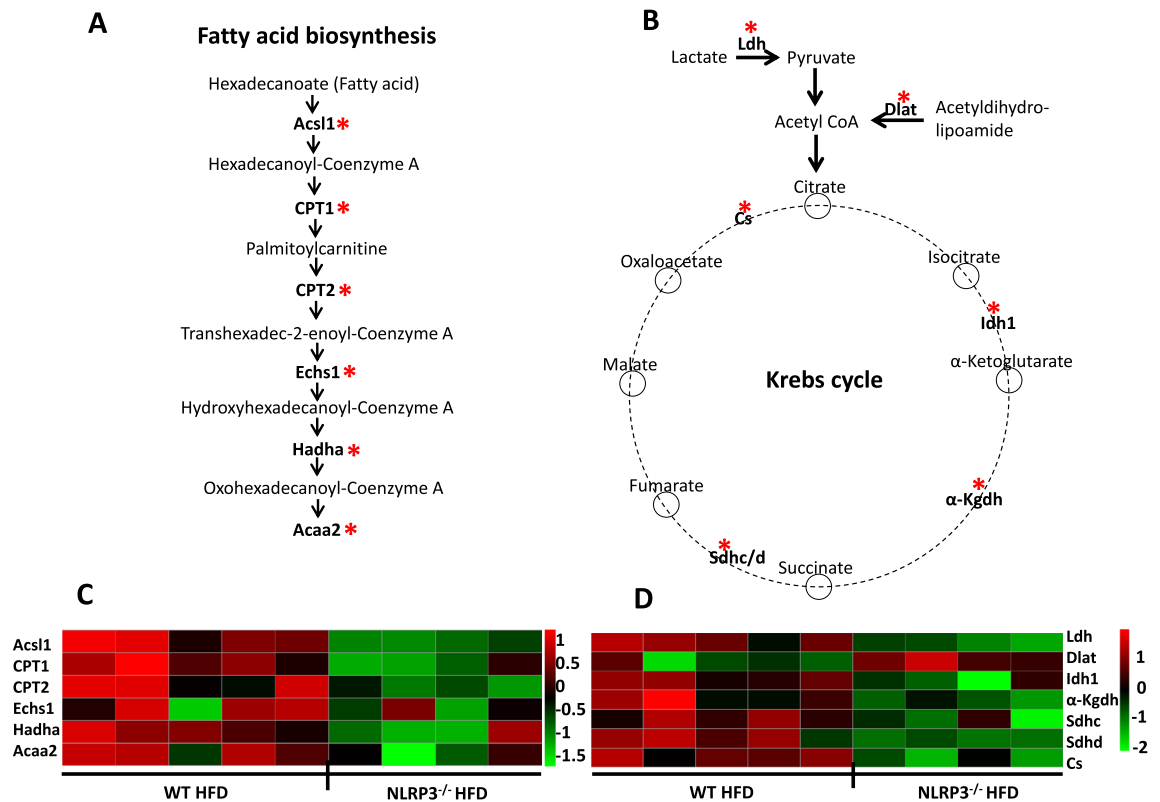 A
Fatty acid biosynthesis
Hexadecanoate (Fatty acid)
Acsl1*
Hexadecanoyl-Coenzyme A
CPT1*
Palmitoylcarnitine
CPT2*
Transhexadec-2-enoyl-Coenzyme A
Echs1*
Hydroxyhexadecanoyl-Coenzyme A
Hadha*
Oxohexadecanoyl-Coenzyme A
Acaa2*
B
*
Ldh
Lactate
Pyruvate
*
Dlat
Acetyl CoA
Acetyldihydro-
lipoamide
Citrate
*
Cs
Oxaloacetate
Isocitrate
*
Idh1
Malate
α-Ketoglutarate
Krebs cycle
Fumarate
*
α-Kgdh
*
Sdhc/d
Succinate
C
Acsl1
CPT1
CPT2
Echs1
Hadha
Acaa2
1
0.5
0
-0.5
-1
-1.5
WT HFD
NLRP3-/- HFD
D
Ldh
Dlat
Idh1
α-Kgdh
Sdhc
Sdhd
Cs
1
0
-1
-2
WT HFD
NLRP3-/- HFD